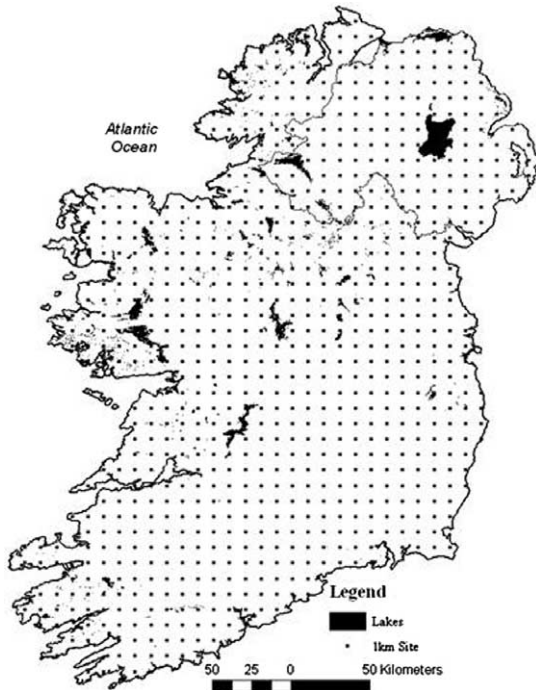 Atlantic
Ocean
Legend
Lakes
1km Site
50 25 0 50 Kilometers